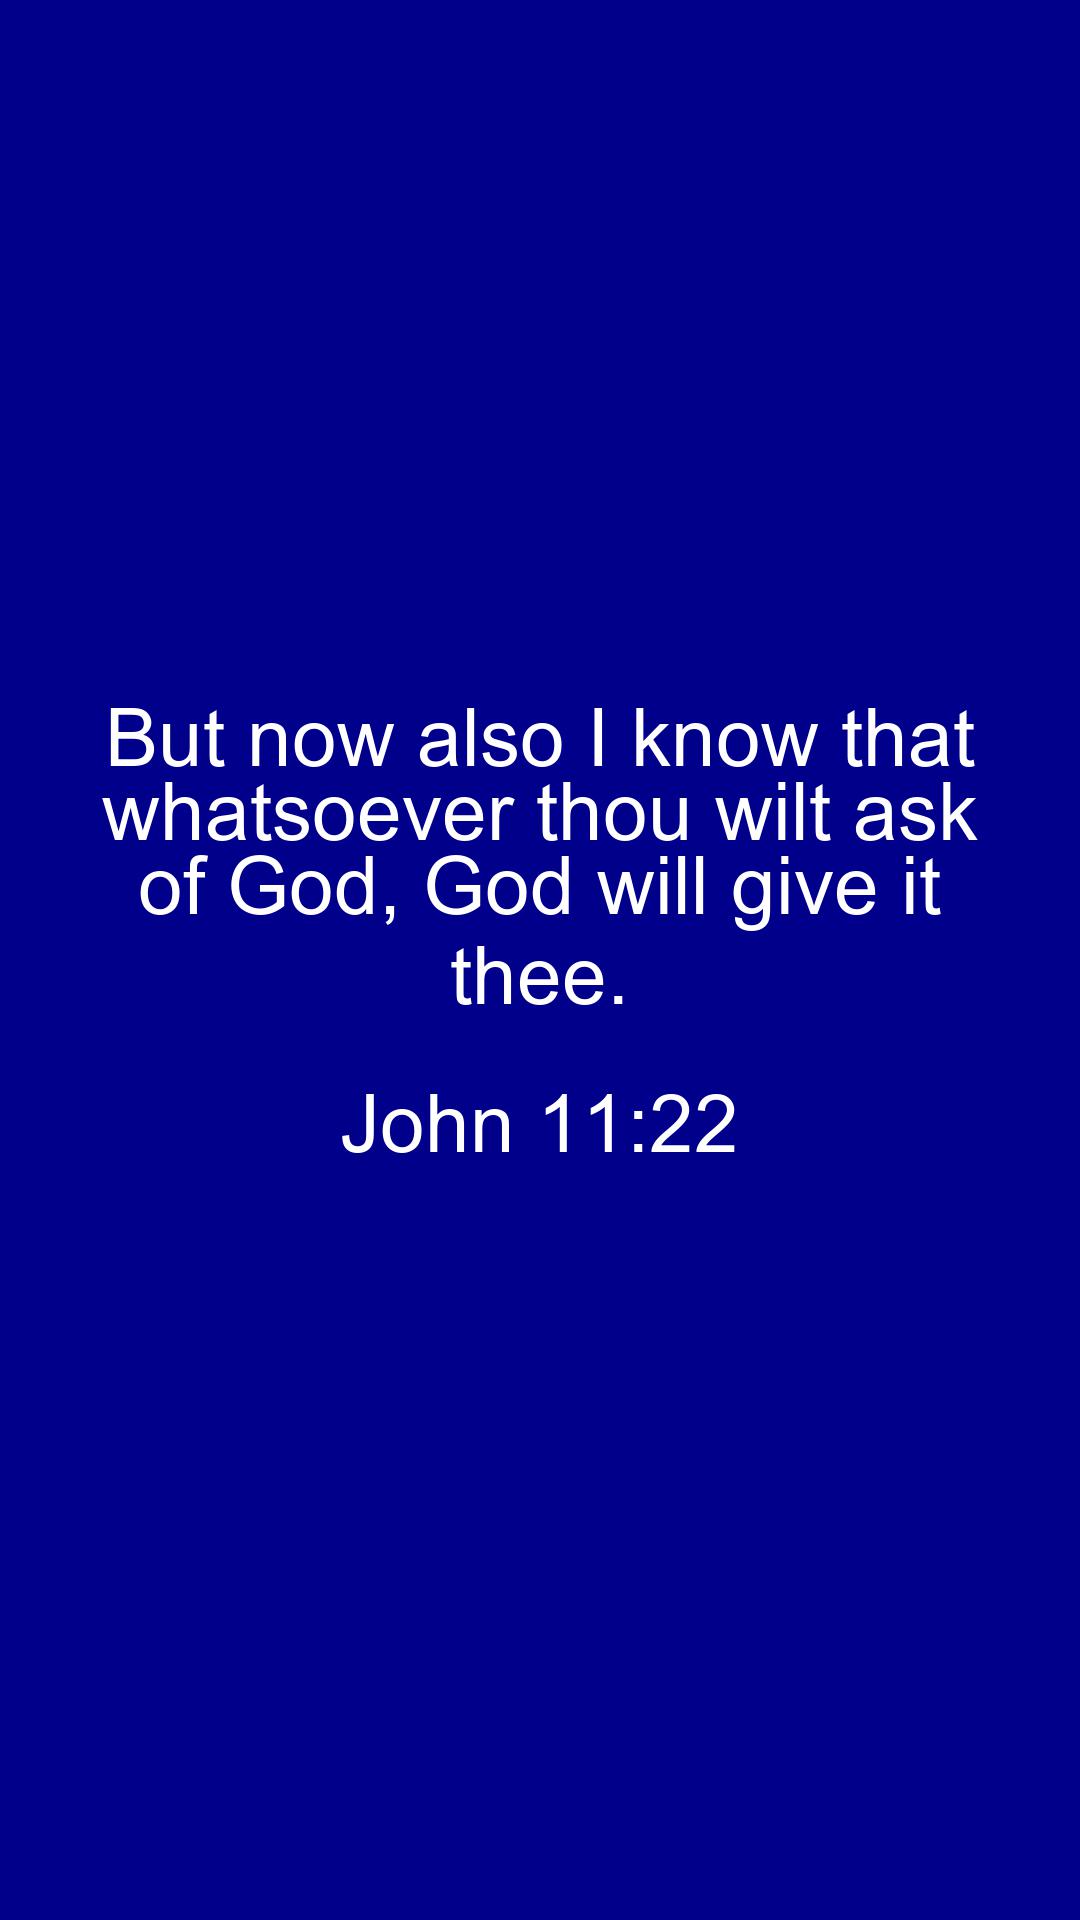 But now also I know that
whatsoever thou wilt ask
of God, God will give it
thee.
John 11:22